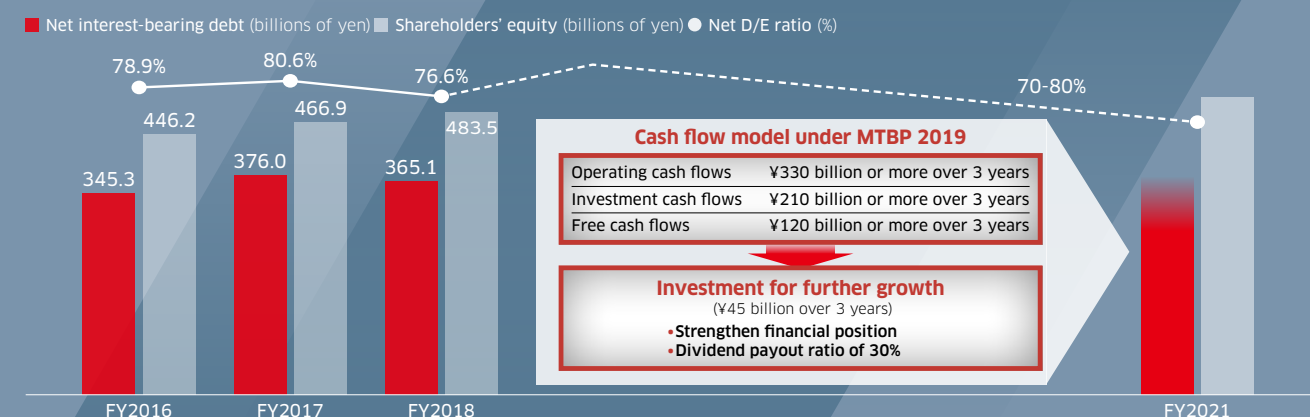 Net interest-bearing debt (billions of yen) Shareholders' equity (billions of yen) Net D/E ratio (%)
78.9%
80.6%
76.6%
70-80%
446.2
466.9
483.5
345.3
376.0
365.1
Cash flow model under MTBP 2019
Operating cash flows ¥330 billion or more over 3 years
Investment cash flows ¥210 billion or more over 3 years
Free cash flows ¥120 billion or more over 3 years
Investment for further growth
(¥45 billion over 3 years)
•Strengthen financial position
•Dividend payout ratio of 30%
FY2016 FY2017 FY2018 FY2021